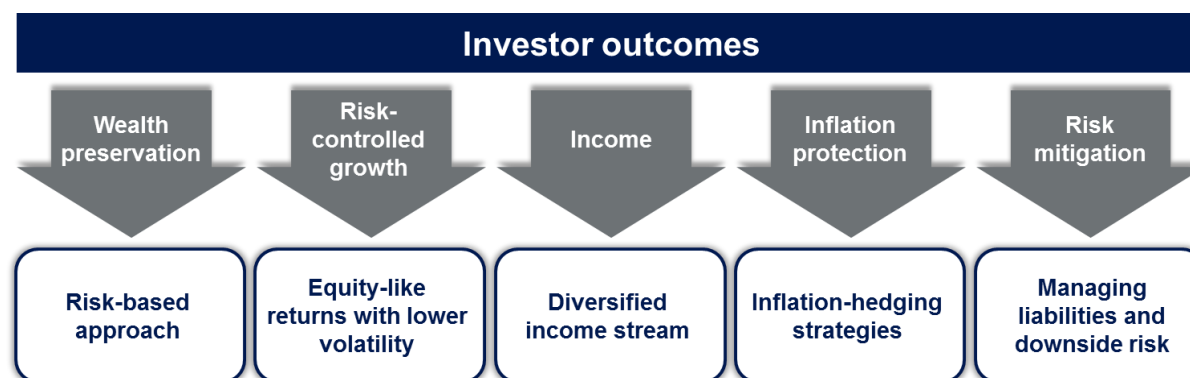 Investor outcomes
Wealth
preservation
Risk-
controlled
growth
Income
Inflation
protection
Risk
mitigation
Risk-based
approach
Equity-like
returns with lower
volatility
Diversified
income stream
Inflation-hedging
strategies
Managing
liabilities and
downside risk